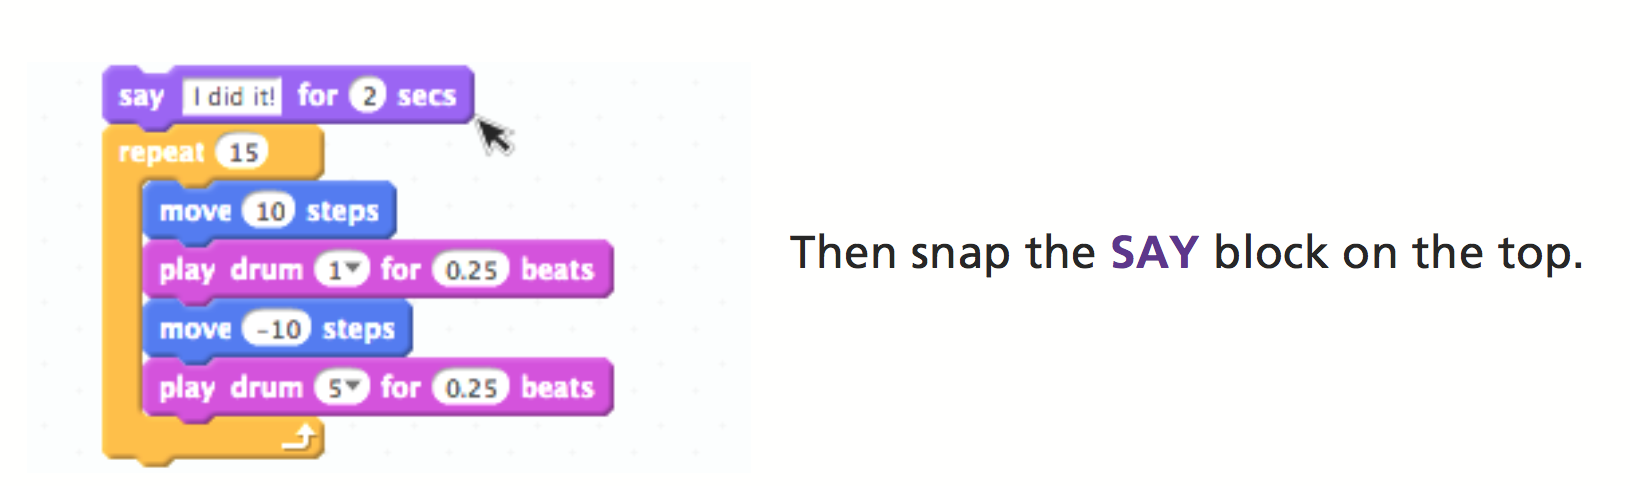 say I did it! for 2 secs
repeat 15
move 10 steps
play drum 1 for 0.25 beats
move -10 steps
play drum 5 for 0.25 beats
Then snap the SAY block on the top.